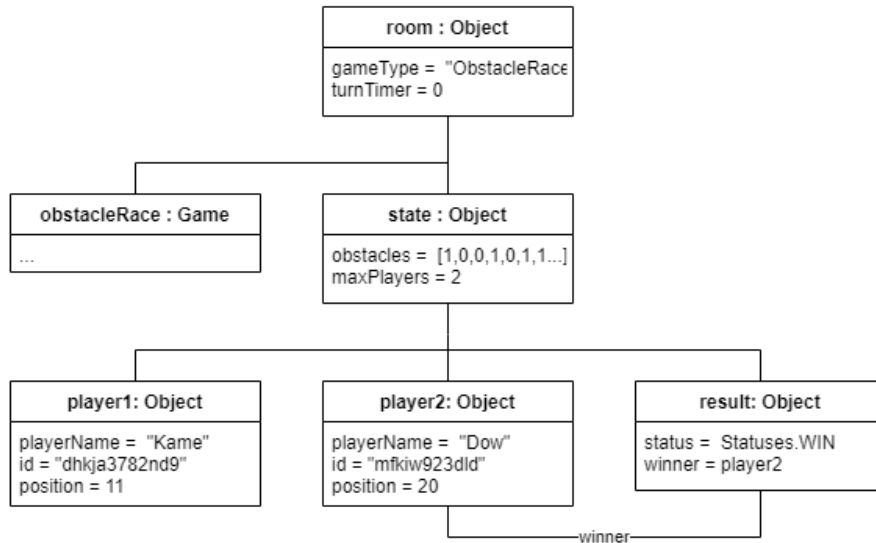 room : Object
gameType =  "ObstacleRace
turnTimer = 0
obstacleRace : Game
...
state : Object
obstacles =  [1,0,0,1,0,1,1...]
maxPlayers = 2
player1: Object
playerName =  "Kame"
id = "dhkja3782nd9"
position = 11
player2: Object
playerName =  "Dow"
id = "mfkiw923dld"
position = 20
result: Object
status =  Statuses.WIN
winner = player2
winner